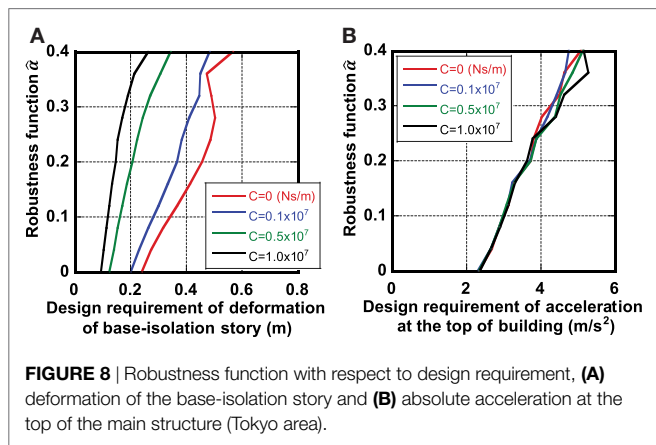 A
Robustness function α̂
0.4
0.3
0.2
0.1
0
C=0 (Ns/m)
C=0.1x10⁷
C=0.5x10⁷
C=1.0x10⁷
0 0.2 0.4 0.6 0.8
Design requirement of deformation
of base-isolation story (m)
B
Robustness function α̂
0.4
0.3
0.2
0.1
0
C=0 (Ns/m)
C=0.1x10⁷
C=0.5x10⁷
C=1.0x10⁷
0 2 4 6
Design requirement of acceleration
at the top of building (m/s²)
FIGURE 8 | Robustness function with respect to design requirement, (A)
deformation of the base-isolation story and (B) absolute acceleration at the
top of the main structure (Tokyo area).